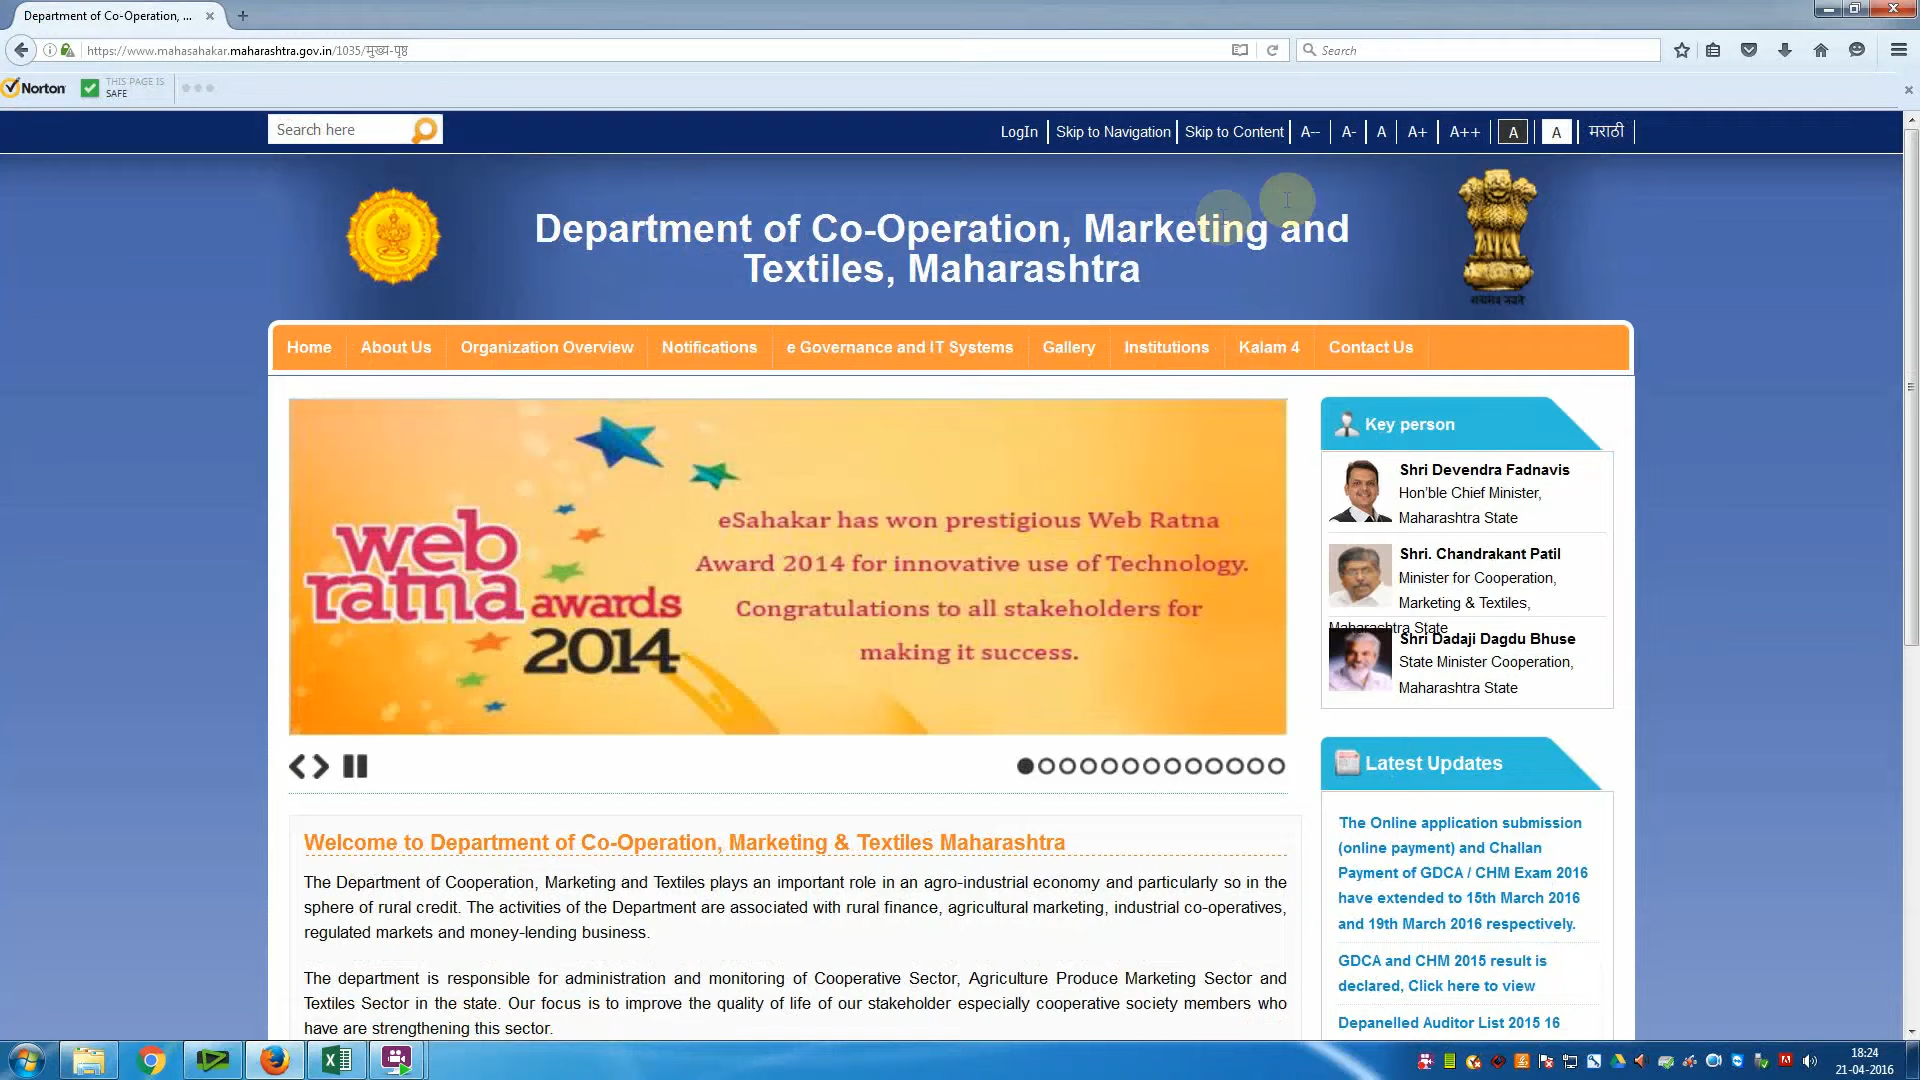 Department of Co-Operation, ...
https://www.mahasahakar.maharashtra.gov.in/1035/मुख्य-पृष्ठ
Search
Norton
THIS PAGE IS
SAFE
Search here
LogIn
Skip to Navigation
Skip to Content
A--
A-
A
A+
A++
A
A
मराठी
Department of Co-Operation, Marketing and
Textiles, Maharashtra
सत्यमेव जयते
Home
About Us
Organization Overview
Notifications
e Governance and IT Systems
Gallery
Institutions
Kalam 4
Contact Us
web
ratna
awards
2014
eSahakar has won prestigious Web Ratna
Award 2014 for innovative use of Technology.
Congratulations to all stakeholders for
making it success.
Key person
Shri Devendra Fadnavis
Hon'ble Chief Minister,
Maharashtra State
Shri. Chandrakant Patil
Minister for Cooperation,
Marketing & Textiles,
Maharashtra State
Shri Dadaji Dagdu Bhuse
State Minister Cooperation,
Maharashtra State
Welcome to Department of Co-Operation, Marketing & Textiles Maharashtra
The Department of Cooperation, Marketing and Textiles plays an important role in an agro-industrial economy and particularly so in the
sphere of rural credit. The activities of the Department are associated with rural finance, agricultural marketing, industrial co-operatives,
regulated markets and money-lending business.
The department is responsible for administration and monitoring of Cooperative Sector, Agriculture Produce Marketing Sector and
Textiles Sector in the state. Our focus is to improve the quality of life of our stakeholder especially cooperative society members who
have are strengthening this sector.
Latest Updates
The Online application submission
(online payment) and Challan
Payment of GDCA / CHM Exam 2016
have extended to 15th March 2016
and 19th March 2016 respectively.
GDCA and CHM 2015 result is
declared, Click here to view
Depanelled Auditor List 2015 16
18:24
21-04-2016